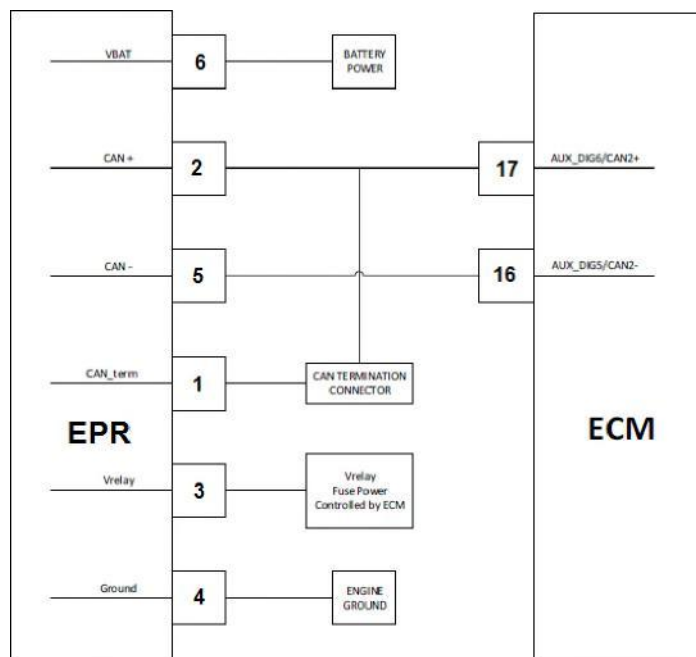 VBAT
6
BATTERY
POWER
CAN +
2
17
AUX_DIG6/CAN2+
CAN -
5
16
AUX_DIG5/CAN2-
CAN_term
1
CAN TERMINATION
CONNECTOR
EPR
ECM
Vrelay
3
Vrelay
Fuse Power
Controlled by ECM
Ground
4
ENGINE
GROUND